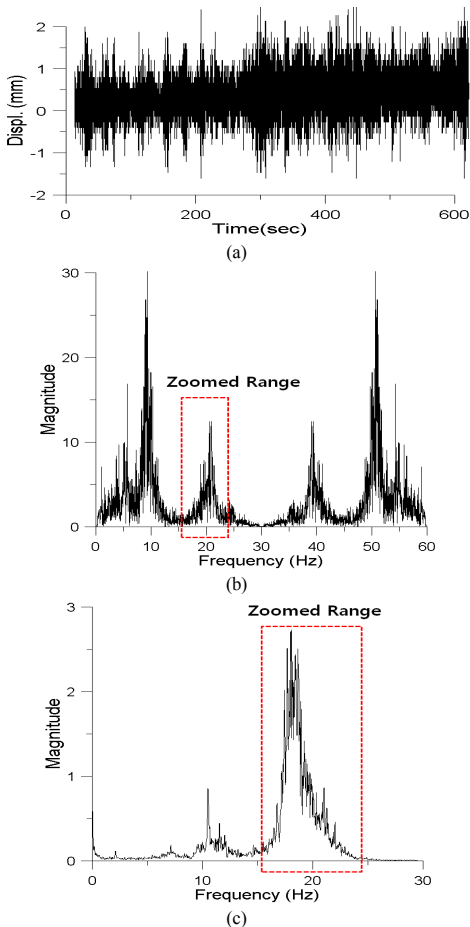 2
1
0
-1
-2
Displ. (mm)
0
200
400
600
Time(sec)
(a)
30
20
10
0
Magnitude
Zoomed Range
0
10
20
30
40
50
60
Frequency (Hz)
(b)
Zoomed Range
3
2
1
0
Magnitude
0
10
20
30
Frequency (Hz)
(c)